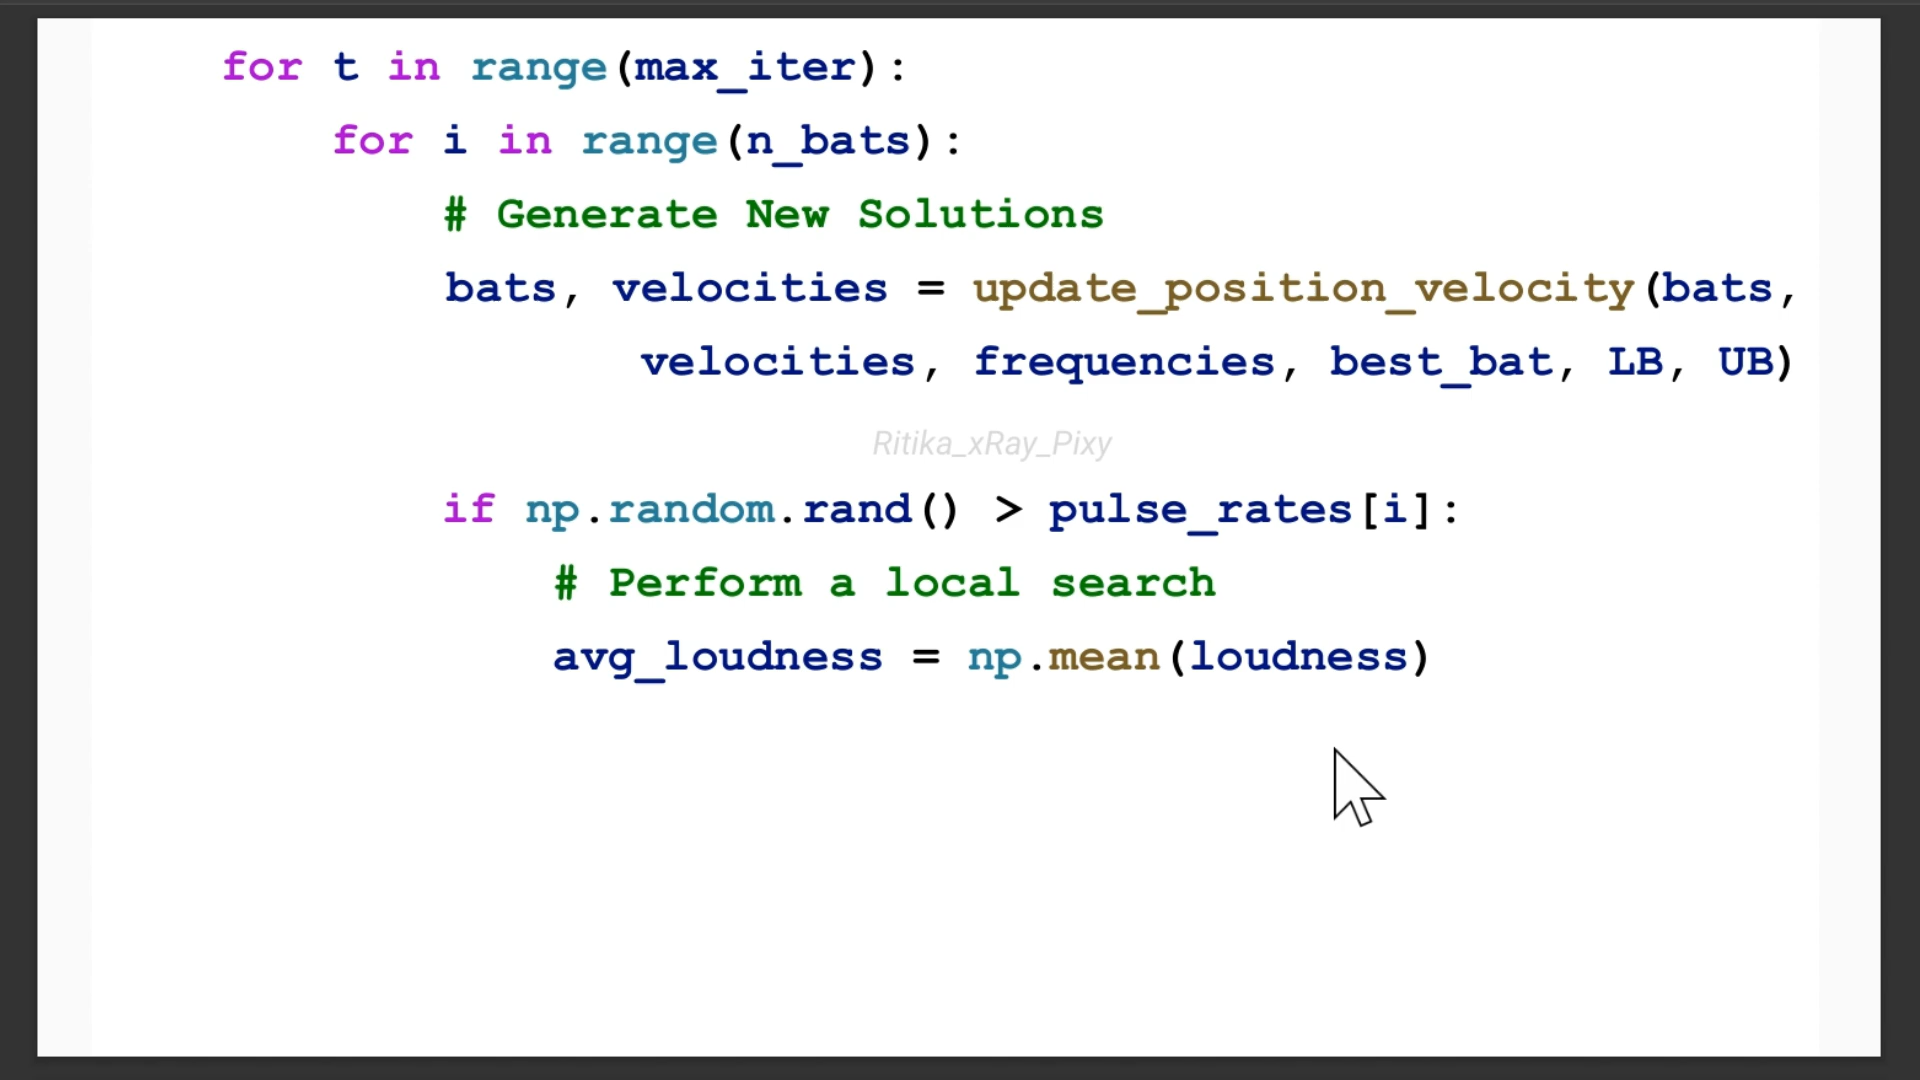 for t in range(max_iter):
for i in range(n_bats):
# Generate New Solutions
bats, velocities = update_position_velocity(bats,
velocities, frequencies, best_bat, LB, UB)
Ritika_xRay_Pixy
if np.random.rand() > pulse_rates[i]:
# Perform a local search
avg_loudness = np.mean(loudness)